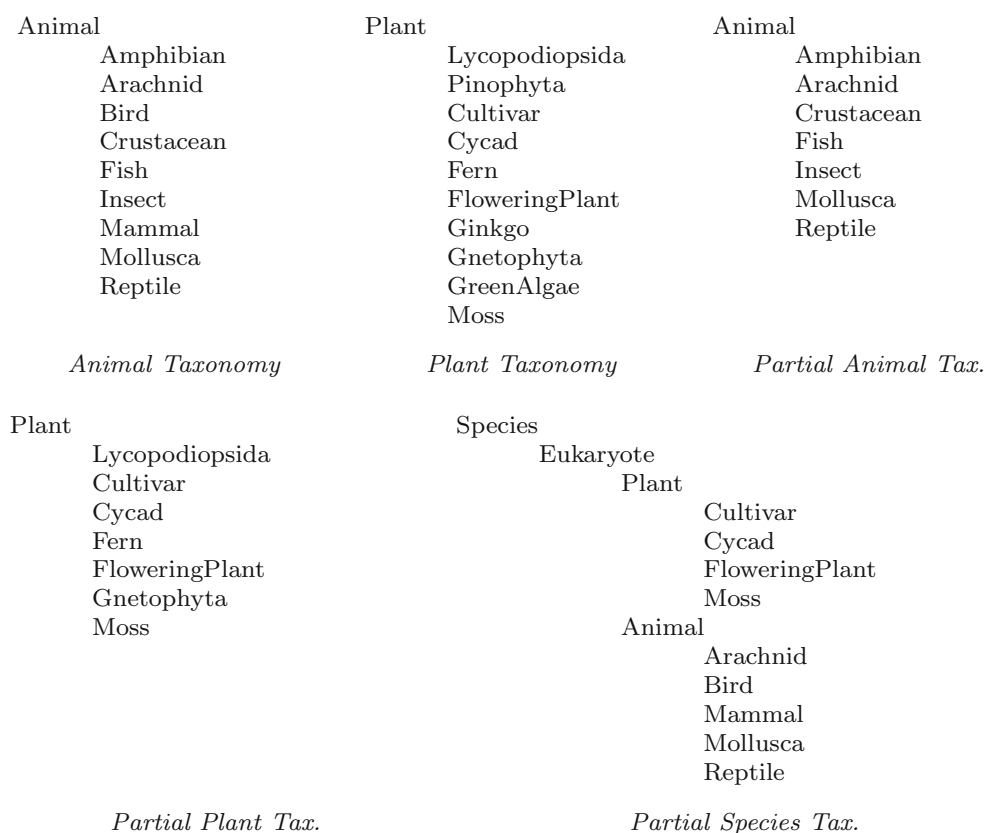 Animal
Amphibian
Arachnid
Bird
Crustacean
Fish
Insect
Mammal
Mollusca
Reptile
Animal Taxonomy
Plant
Lycopodiopsida
Pinophyta
Cultivar
Cycad
Fern
FloweringPlant
Ginkgo
Gnetophyta
GreenAlgae
Moss
Plant Taxonomy
Animal
Amphibian
Arachnid
Crustacean
Fish
Insect
Mollusca
Reptile
Partial Animal Tax.
Plant
Lycopodiopsida
Cultivar
Cycad
Fern
FloweringPlant
Gnetophyta
Moss
Partial Plant Tax.
Species
Eukaryote
Plant
Cultivar
Cycad
FloweringPlant
Moss
Animal
Arachnid
Bird
Mammal
Mollusca
Reptile
Partial Species Tax.